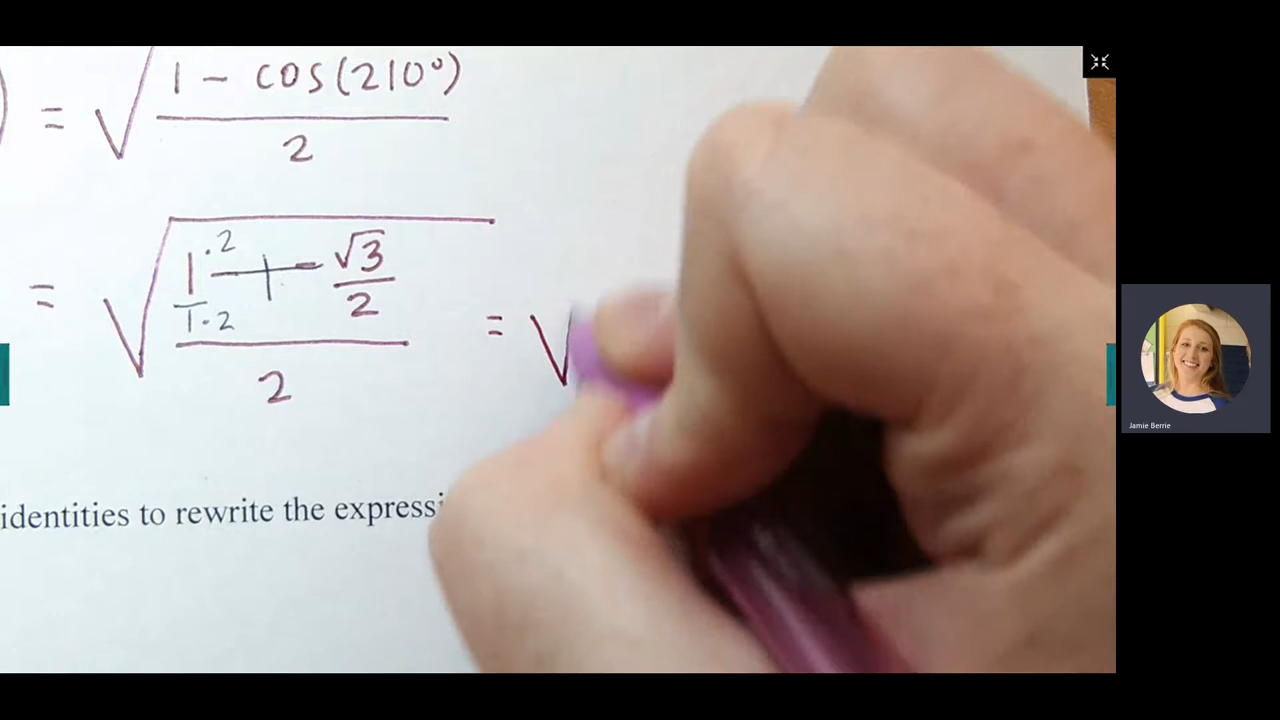 ) = √ 1 - cos(210°) / 2
= √ 1·2 / 1·2 + √3 / 2 / 2 = √
identities to rewrite the expressi
Jamie Berrie